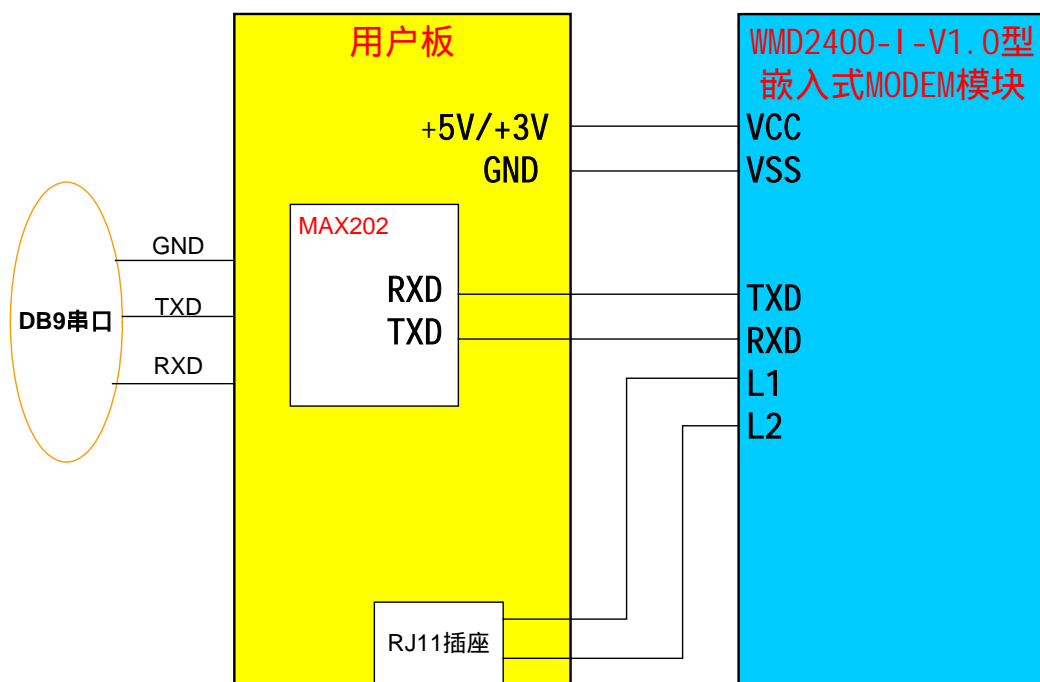 用户板
WMD2400-I-V1.0型
嵌入式MODEM模块
+5V/+3V
VCC
GND
VSS
MAX202
GND
RXD
TXD
TXD
TXD
RXD
DB9串口
RXD
L1
L2
RJ11插座